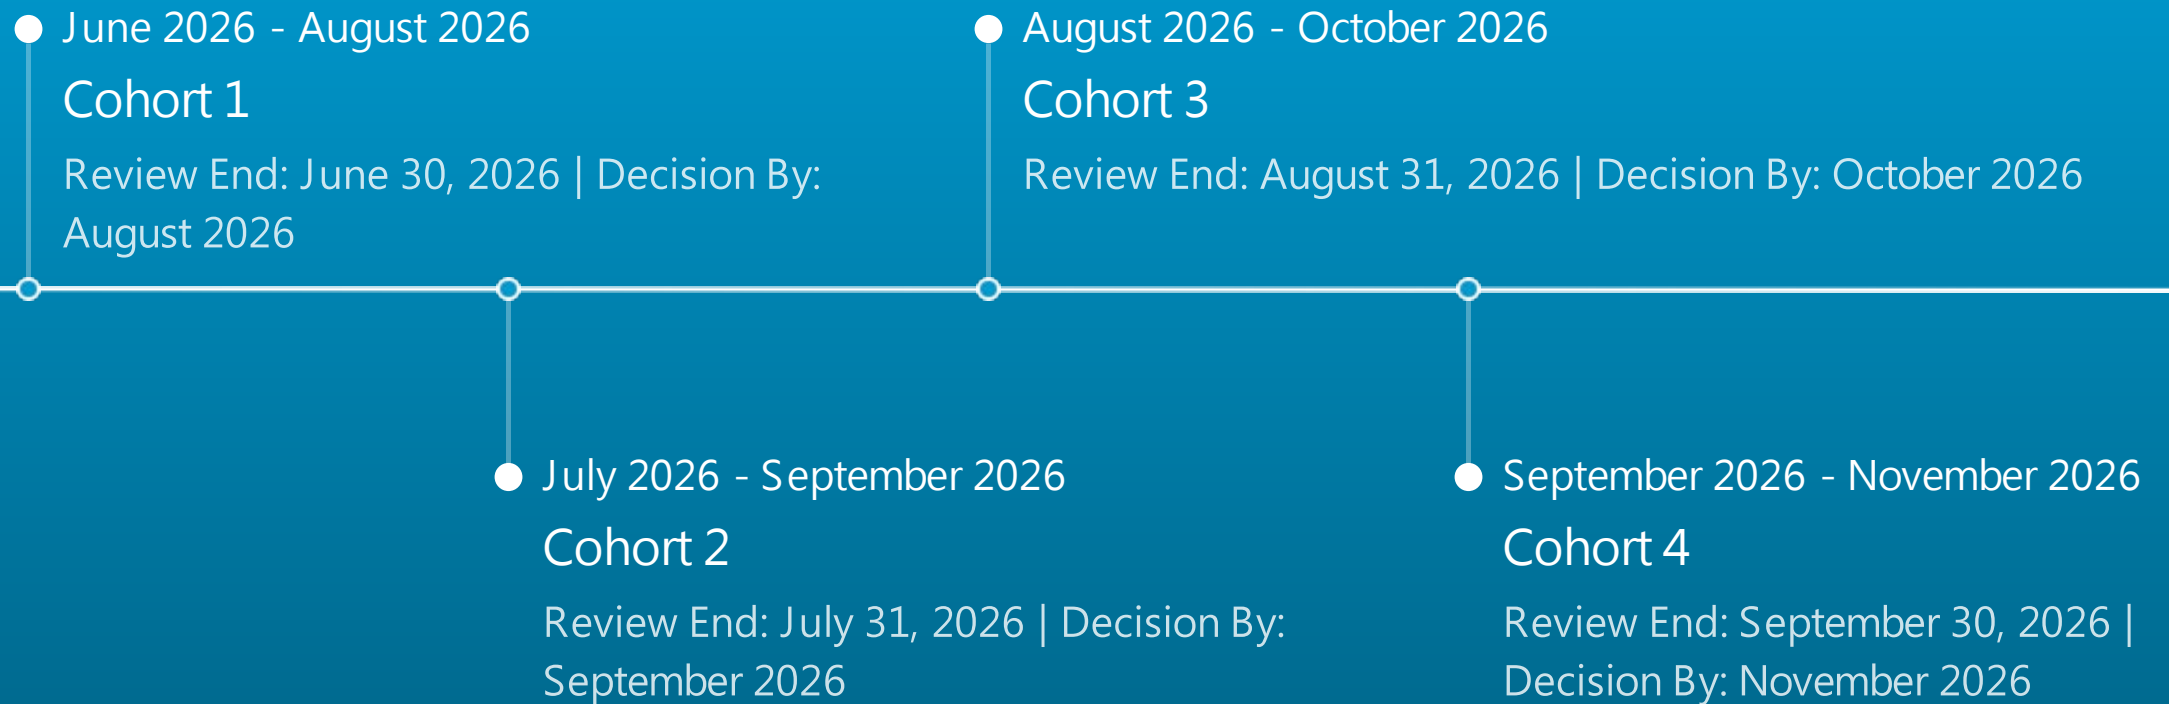 June 2026 - August 2026
Cohort 1
Review End: June 30, 2026 | Decision By:
August 2026
July 2026 - September 2026
Cohort 2
Review End: July 31, 2026 | Decision By:
September 2026
August 2026 - October 2026
Cohort 3
Review End: August 31, 2026 | Decision By: October 2026
September 2026 - November 2026
Cohort 4
Review End: September 30, 2026 |
Decision By: November 2026